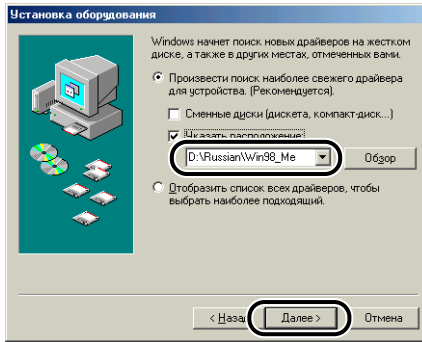 Установка оборудования
Windows начнет поиск новых драйверов на жестком
диске, а также в других местах, отмеченных вами.
Произвести поиск наиболее свежего драйвера
для устройства. (Рекомендуется).
Сменные диски (дискета, компакт-диск...)
Указать расположение:
D:\Russian\Win98_Me
Обзор
Отобразить список всех драйверов, чтобы
выбрать наиболее подходящий.
< Назад
Далее >
Отмена